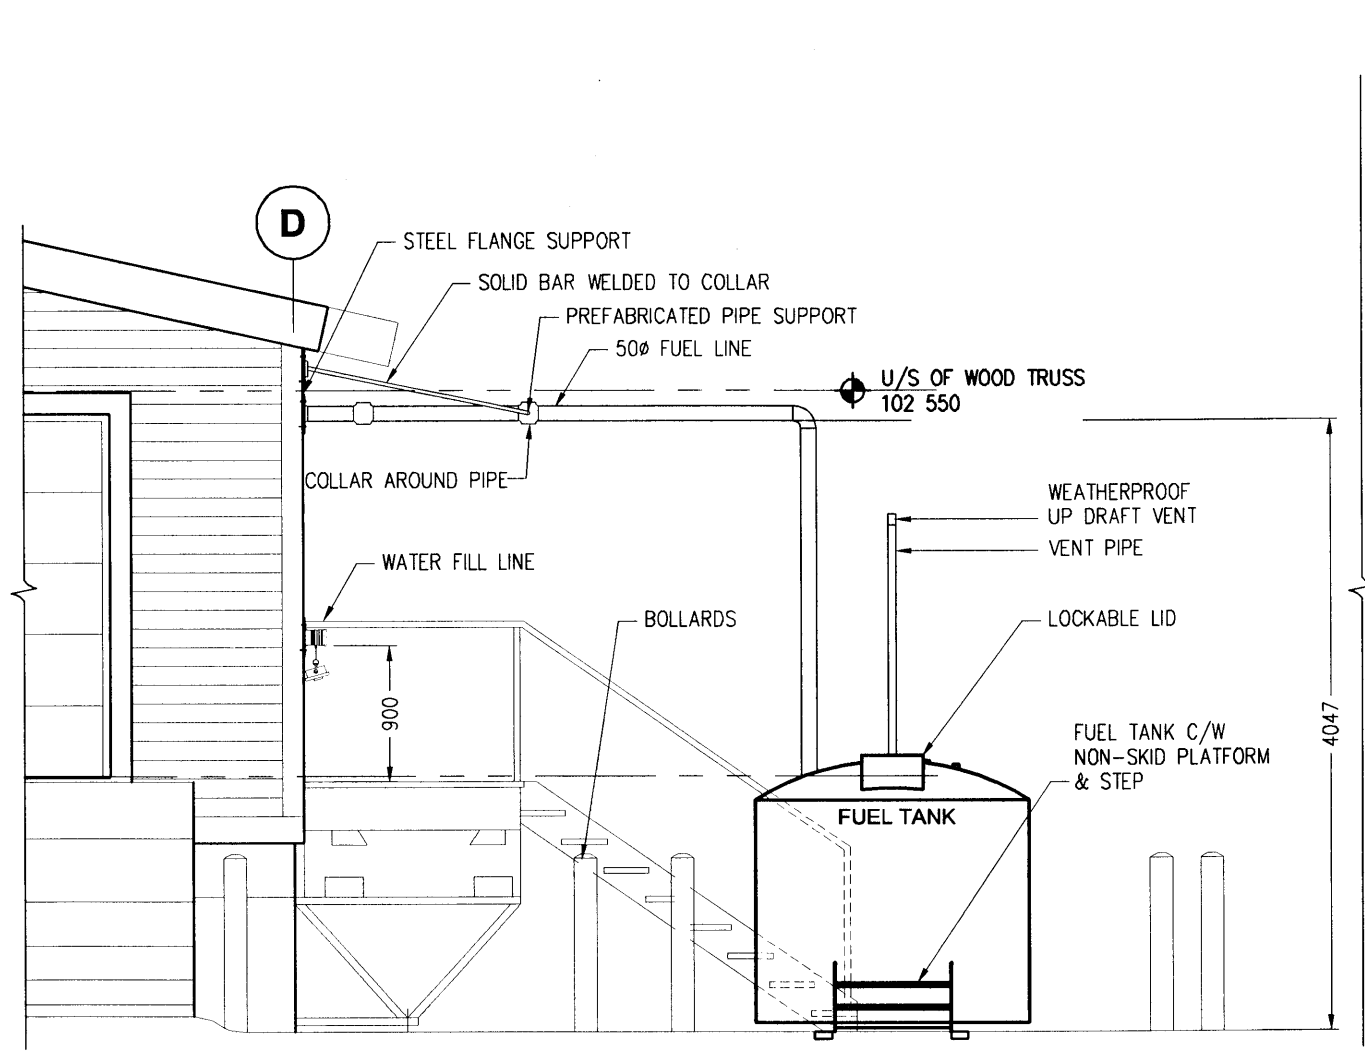 D
STEEL FLANGE SUPPORT
SOLID BAR WELDED TO COLLAR
PREFABRICATED PIPE SUPPORT
50ø FUEL LINE
U/S OF WOOD TRUSS
102 550
COLLAR AROUND PIPE
WEATHERPROOF
UP DRAFT VENT
VENT PIPE
WATER FILL LINE
BOLLARDS
LOCKABLE LID
900
4047
FUEL TANK C/W
NON-SKID PLATFORM
& STEP
FUEL TANK